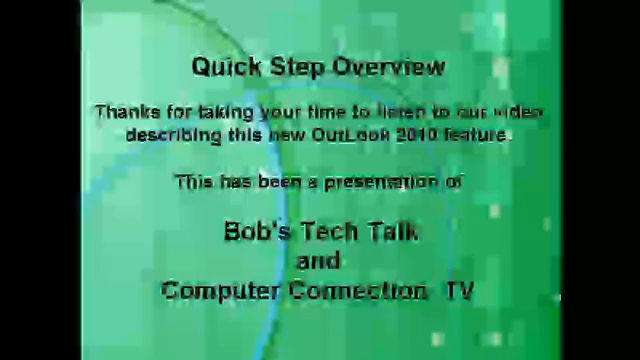 Quick Step Overview
Thanks for taking your time to listen to our video
describing this new OutLook 2010 feature.
This has been a presentation of
Bob's Tech Talk
and
Computer Connection TV